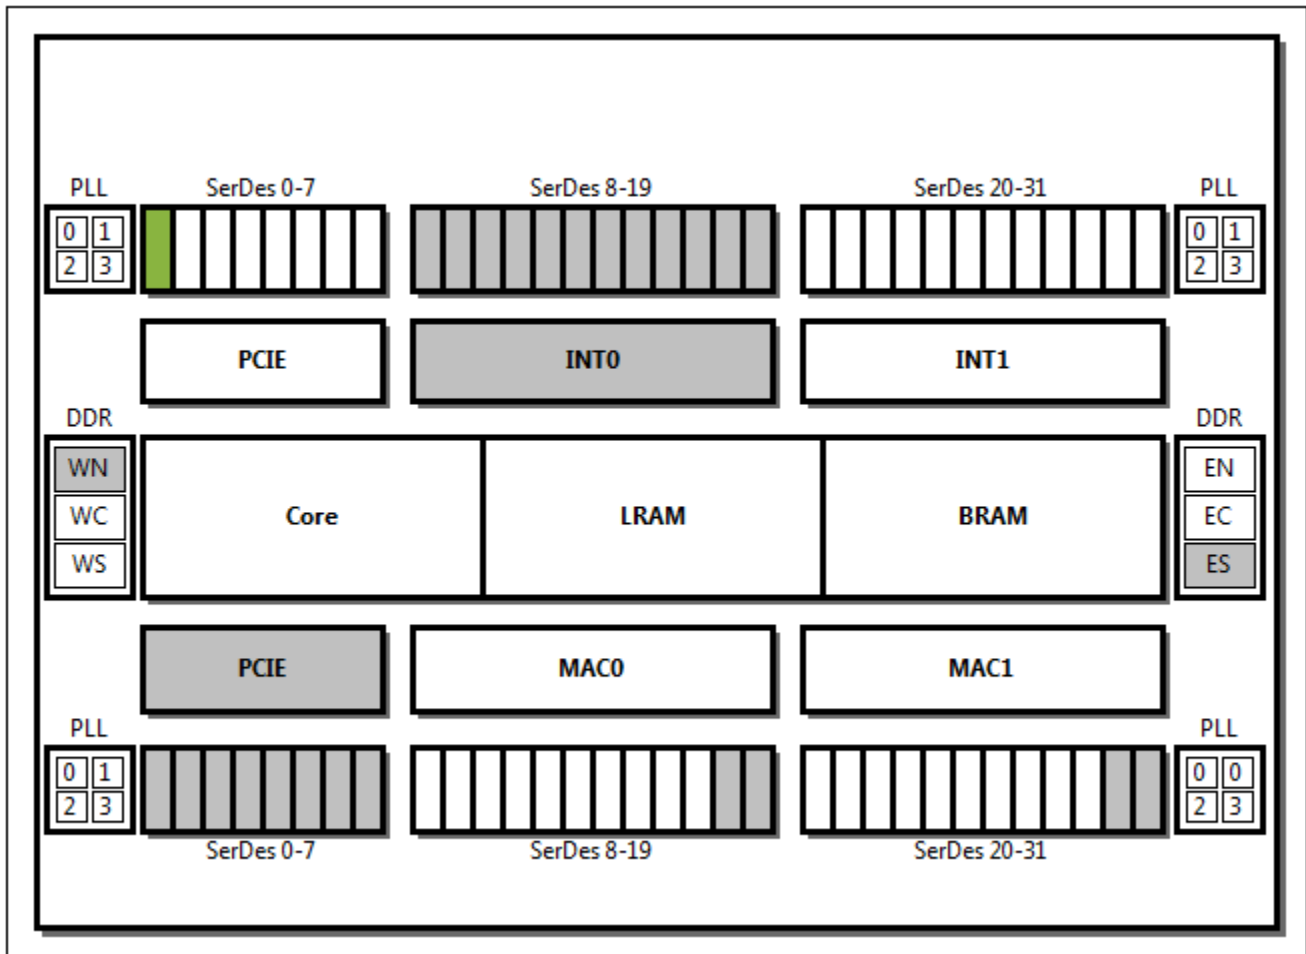 PLL SerDes 0-7 SerDes 8-19 SerDes 20-31 PLL
0 1 0 1
2 3 2 3
PCIE INT0 INT1
DDR DDR
WN EN
WC Core LRAM BRAM EC
WS ES
PCIE MAC0 MAC1
PLL PLL
0 1 0 0
2 3 2 3
SerDes 0-7 SerDes 8-19 SerDes 20-31